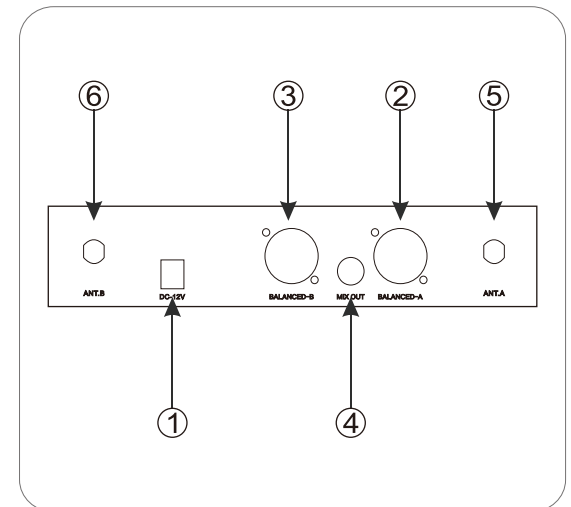 ⑥ ③ ② ⑤
ANT.B DC-12V BALANCED-B MIX OUT BALANCED-A ANT.A
① ④